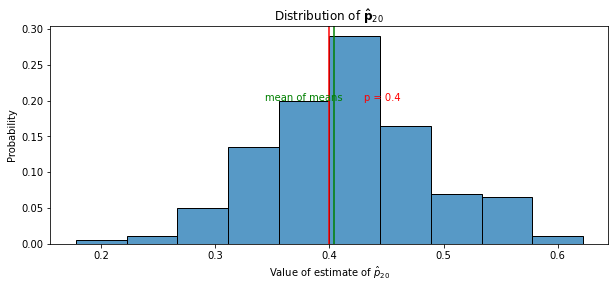 Distribution of p̂₂₀
Probability
0.30
0.25
0.20
0.15
0.10
0.05
0.00
mean of means
p = 0.4
0.2
0.3
0.4
0.5
0.6
Value of estimate of p̂₂₀